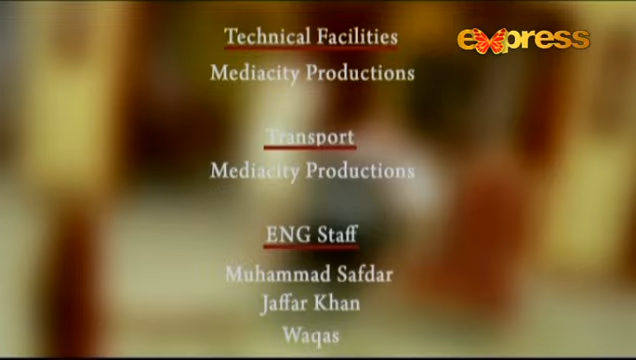 Technical Facilities
express
Mediacity Productions
Transport
Mediacity Productions
ENG Staff
Muhammad Safdar
Jaffar Khan
Waqas